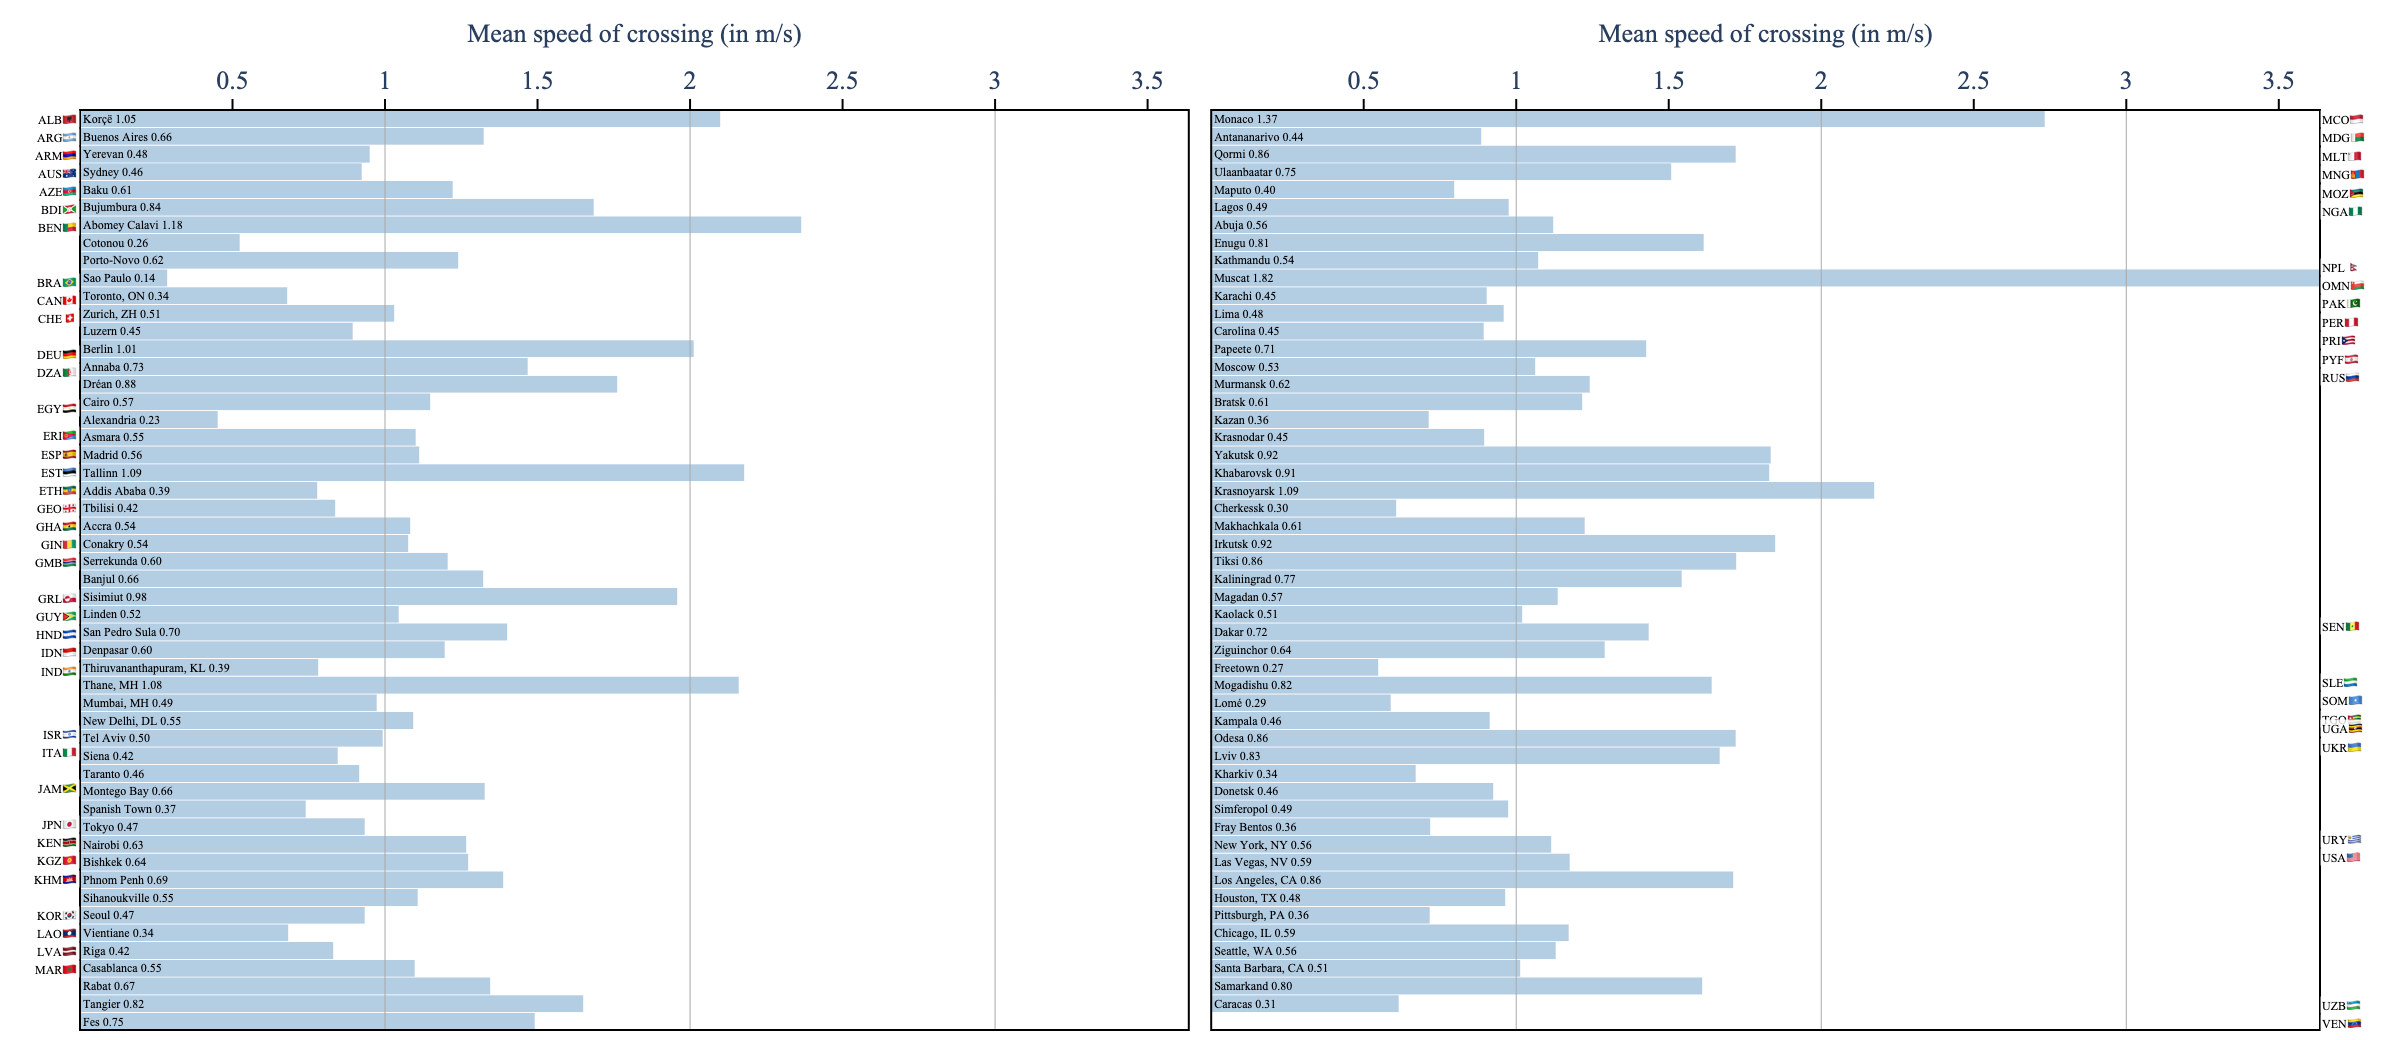 Mean speed of crossing (in m/s)
0.5 1 1.5 2 2.5 3 3.5
ALB Korçë 1.05
ARG Buenos Aires 0.66
ARM Yerevan 0.48
AUS Sydney 0.46
AZE Baku 0.61
BDI Bujumbura 0.84
BEN Abomey Calavi 1.18
Cotonou 0.26
Porto-Novo 0.62
BRA Sao Paulo 0.14
CAN Toronto, ON 0.34
CHE Zurich, ZH 0.51
Luzern 0.45
DEU Berlin 1.01
DZA Annaba 0.73
Dréan 0.88
EGY Cairo 0.57
Alexandria 0.23
ERI Asmara 0.55
ESP Madrid 0.56
EST Tallinn 1.09
ETH Addis Ababa 0.39
GEO Tbilisi 0.42
GHA Accra 0.54
GIN Conakry 0.54
GMB Serrekunda 0.60
Banjul 0.66
GRL Sisimiut 0.98
GUY Linden 0.52
HND San Pedro Sula 0.70
IDN Denpasar 0.60
IND Thiruvananthapuram, KL 0.39
Thane, MH 1.08
Mumbai, MH 0.49
New Delhi, DL 0.55
ISR Tel Aviv 0.50
ITA Siena 0.42
Taranto 0.46
JAM Montego Bay 0.66
Spanish Town 0.37
JPN Tokyo 0.47
KEN Nairobi 0.63
KGZ Bishkek 0.64
KHM Phnom Penh 0.69
Sihanoukville 0.55
KOR Seoul 0.47
LAO Vientiane 0.34
LVA Riga 0.42
MAR Casablanca 0.55
Rabat 0.67
Tangier 0.82
Fes 0.75
Mean speed of crossing (in m/s)
0.5 1 1.5 2 2.5 3 3.5
Monaco 1.37 MCO
Antananarivo 0.44 MDG
Qormi 0.86 MLT
Ulaanbaatar 0.75 MNG
Maputo 0.40 MOZ
Lagos 0.49 NGA
Abuja 0.56
Enugu 0.81
Kathmandu 0.54 NPL
Muscat 1.82 OMN
Karachi 0.45 PAK
Lima 0.48 PER
Carolina 0.45 PRI
Papeete 0.71 PYF
Moscow 0.53 RUS
Murmansk 0.62
Bratsk 0.61
Kazan 0.36
Krasnodar 0.45
Yakutsk 0.92
Khabarovsk 0.91
Krasnoyarsk 1.09
Cherkessk 0.30
Makhachkala 0.61
Irkutsk 0.92
Tiksi 0.86
Kaliningrad 0.77
Magadan 0.57
Kaolack 0.51 SEN
Dakar 0.72
Ziguinchor 0.64
Freetown 0.27 SLE
Mogadishu 0.82 SOM
Lomé 0.29 TGO
Kampala 0.46 UGA
Odesa 0.86 UKR
Lviv 0.83
Kharkiv 0.34
Donetsk 0.46
Simferopol 0.49
Fray Bentos 0.36 URY
New York, NY 0.56 USA
Las Vegas, NV 0.59
Los Angeles, CA 0.86
Houston, TX 0.48
Pittsburgh, PA 0.36
Chicago, IL 0.59
Seattle, WA 0.56
Santa Barbara, CA 0.51
Samarkand 0.80 UZB
Caracas 0.31 VEN